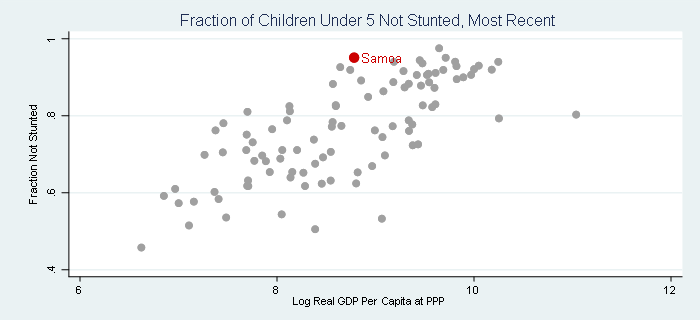 Fraction of Children Under 5 Not Stunted, Most Recent
1
Samoa
.8
Fraction Not Stunted
.6
.4
6 8 10 12
Log Real GDP Per Capita at PPP